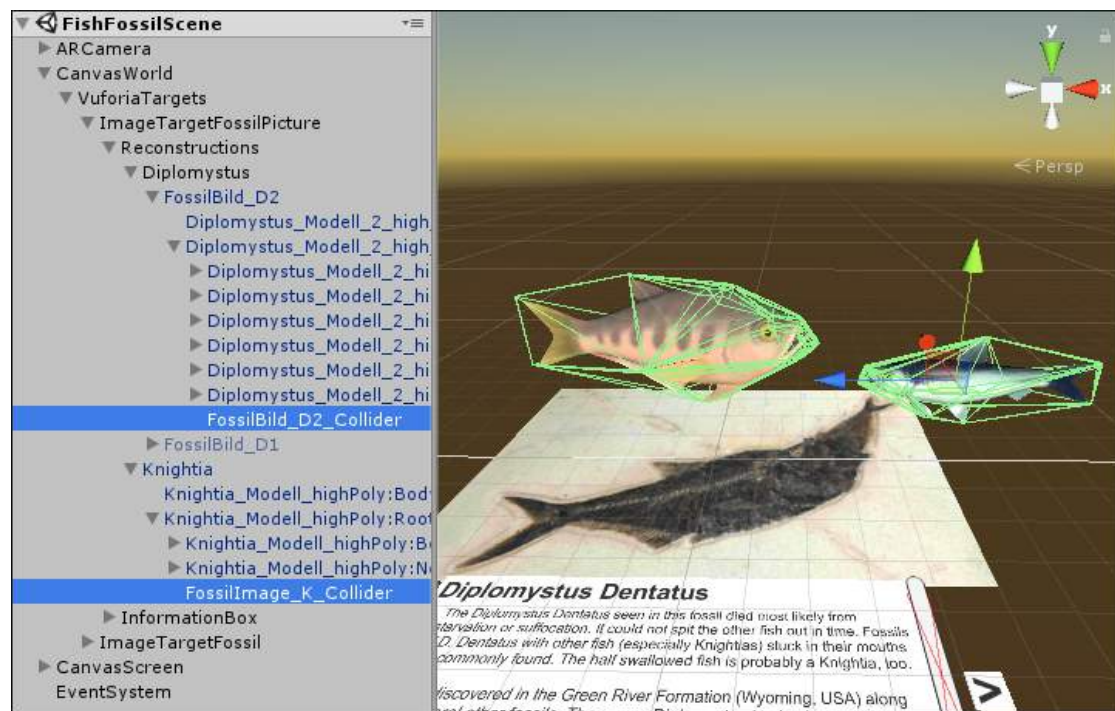 FishFossilScene
ARCamera
CanvasWorld
VuforiaTargets
ImageTargetFossilPicture
Reconstructions
Diplomystus
FossilBild_D2
Diplomystus_Modell_2_high_
Diplomystus_Modell_2_high_
Diplomystus_Modell_2_hi
Diplomystus_Modell_2_hi
Diplomystus_Modell_2_hi
Diplomystus_Modell_2_hi
Diplomystus_Modell_2_hi
Diplomystus_Modell_2_hi
FossilBild_D2_Collider
FossilBild_D1
Knightia
Knightia_Modell_highPoly:Body
Knightia_Modell_highPoly:Root
Knightia_Modell_highPoly:B
Knightia_Modell_highPoly:N
FossilImage_K_Collider
InformationBox
ImageTargetFossil
CanvasScreen
EventSystem
y
x
Persp
Diplomystus Dentatus
The Diplomystus Dentatus seen in this fossil died most likely from
starvation or suffocation. It could not spit the other fish out in time. Fossils
D. Dentatus with other fish (especially Knightias) stuck in their mouths
commonly found. The half swallowed fish is probably a Knightia, too.
discovered in the Green River Formation (Wyoming, USA) along
>